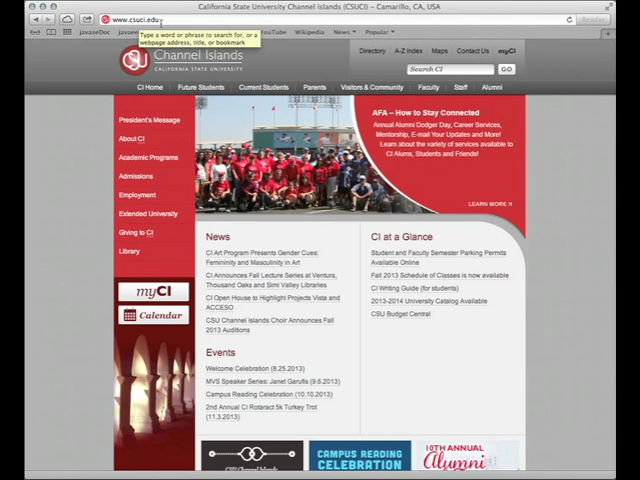 California State University Channel Islands (CSUCI) – Camarillo, CA, USA
www.csuci.edu
Type a word or phrase to search for, or a
webpage address, title, or bookmark
javaseDoc
YouTube
Wikipedia
News
Popular
CSU
Channel Islands
CALIFORNIA STATE UNIVERSITY
Directory
A-Z Index
Maps
Contact Us
myCI
Search CI
GO
CI Home
Future Students
Current Students
Parents
Visitors & Community
Faculty
Staff
Alumni
President's Message
About CI
Academic Programs
Admissions
Employment
Extended University
Giving to CI
Library
myCI
Calendar
AFA – How to Stay Connected
Annual Alumni Dodger Day, Career Services,
Mentorship, E-mail Your Updates and More!
Learn about the variety of services available to
CI Alums, Students and Friends!
LEARN MORE
News
CI Art Program Presents Gender Cues:
Femininity and Masculinity in Art
CI Announces Fall Lecture Series at Ventura,
Thousand Oaks and Simi Valley Libraries
CI Open House to Highlight Projects Vista and
ACCESO
CSU Channel Islands Choir Announces Fall
2013 Auditions
Events
Welcome Celebration (8.25.2013)
MVS Speaker Series: Janet Garufis (9.6.2013)
Campus Reading Celebration (10.10.2013)
2nd Annual CI Rotaract 5k Turkey Trot
(11.3.2013)
CI at a Glance
Student and Faculty Semester Parking Permits
Available Online
Fall 2013 Schedule of Classes is now available
CI Writing Guide (for students)
2013-2014 University Catalog Available
CSU Budget Central
CSU Channel Islands
CAMPUS READING
CELEBRATION
10TH ANNUAL
Alumni